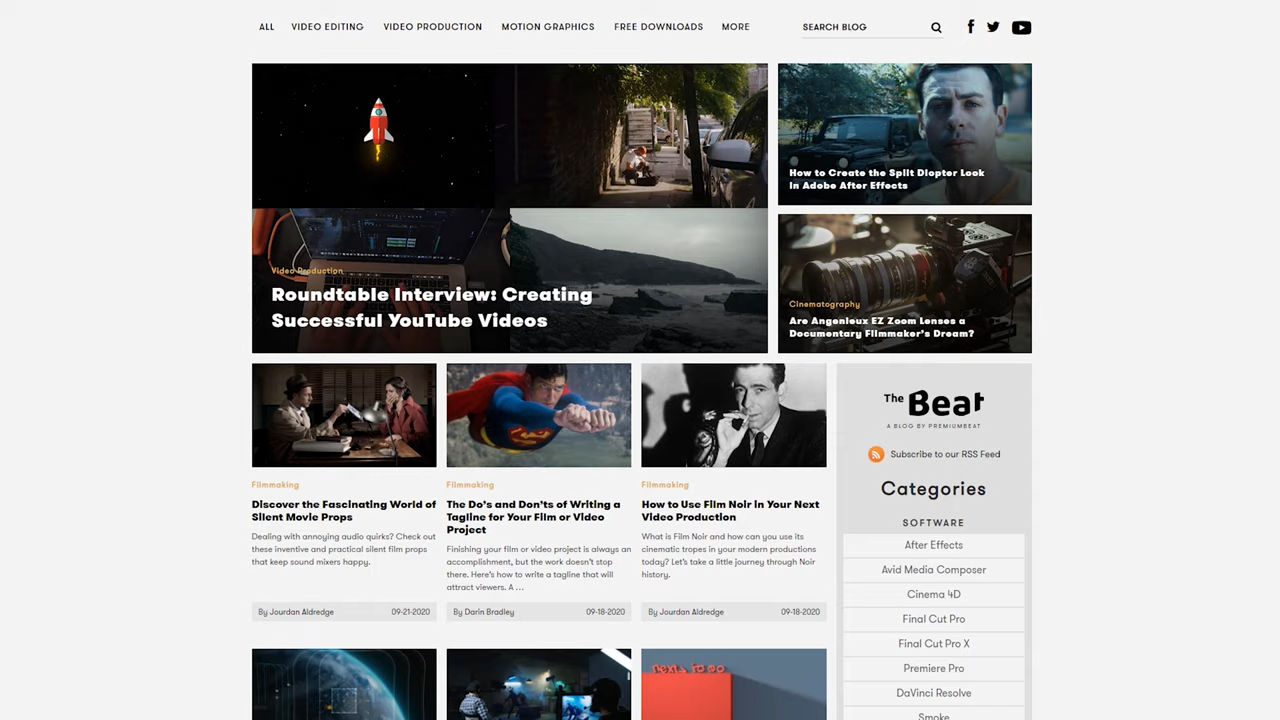 ALL VIDEO EDITING VIDEO PRODUCTION MOTION GRAPHICS FREE DOWNLOADS MORE SEARCH BLOG
Video Production
Roundtable Interview: Creating
Successful YouTube Videos
How to Create the Split Diopter Look
in Adobe After Effects
Cinematography
Are Angenieux EZ Zoom Lenses a
Documentary Filmmaker's Dream?
Filmmaking
Discover the Fascinating World of
Silent Movie Props
Dealing with annoying audio quirks? Check out
these inventive and practical silent film props
that keep sound mixers happy.
By Jourdan Aldredge 09-21-2020
Filmmaking
The Do's and Don'ts of Writing a
Tagline for Your Film or Video
Project
Finishing your film or video project is always an
accomplishment, but the work doesn't stop
there. Here's how to write a tagline that will
attract viewers. A ...
By Darin Bradley 09-18-2020
Filmmaking
How to Use Film Noir in Your Next
Video Production
What is Film Noir and how can you use its
cinematic tropes in your modern productions
today? Let's take a little journey through Noir
history.
By Jourdan Aldredge 09-18-2020
The Beat
A BLOG BY PREMIUMBEAT
Subscribe to our RSS Feed
Categories
SOFTWARE
After Effects
Avid Media Composer
Cinema 4D
Final Cut Pro
Final Cut Pro X
Premiere Pro
DaVinci Resolve
Smoke